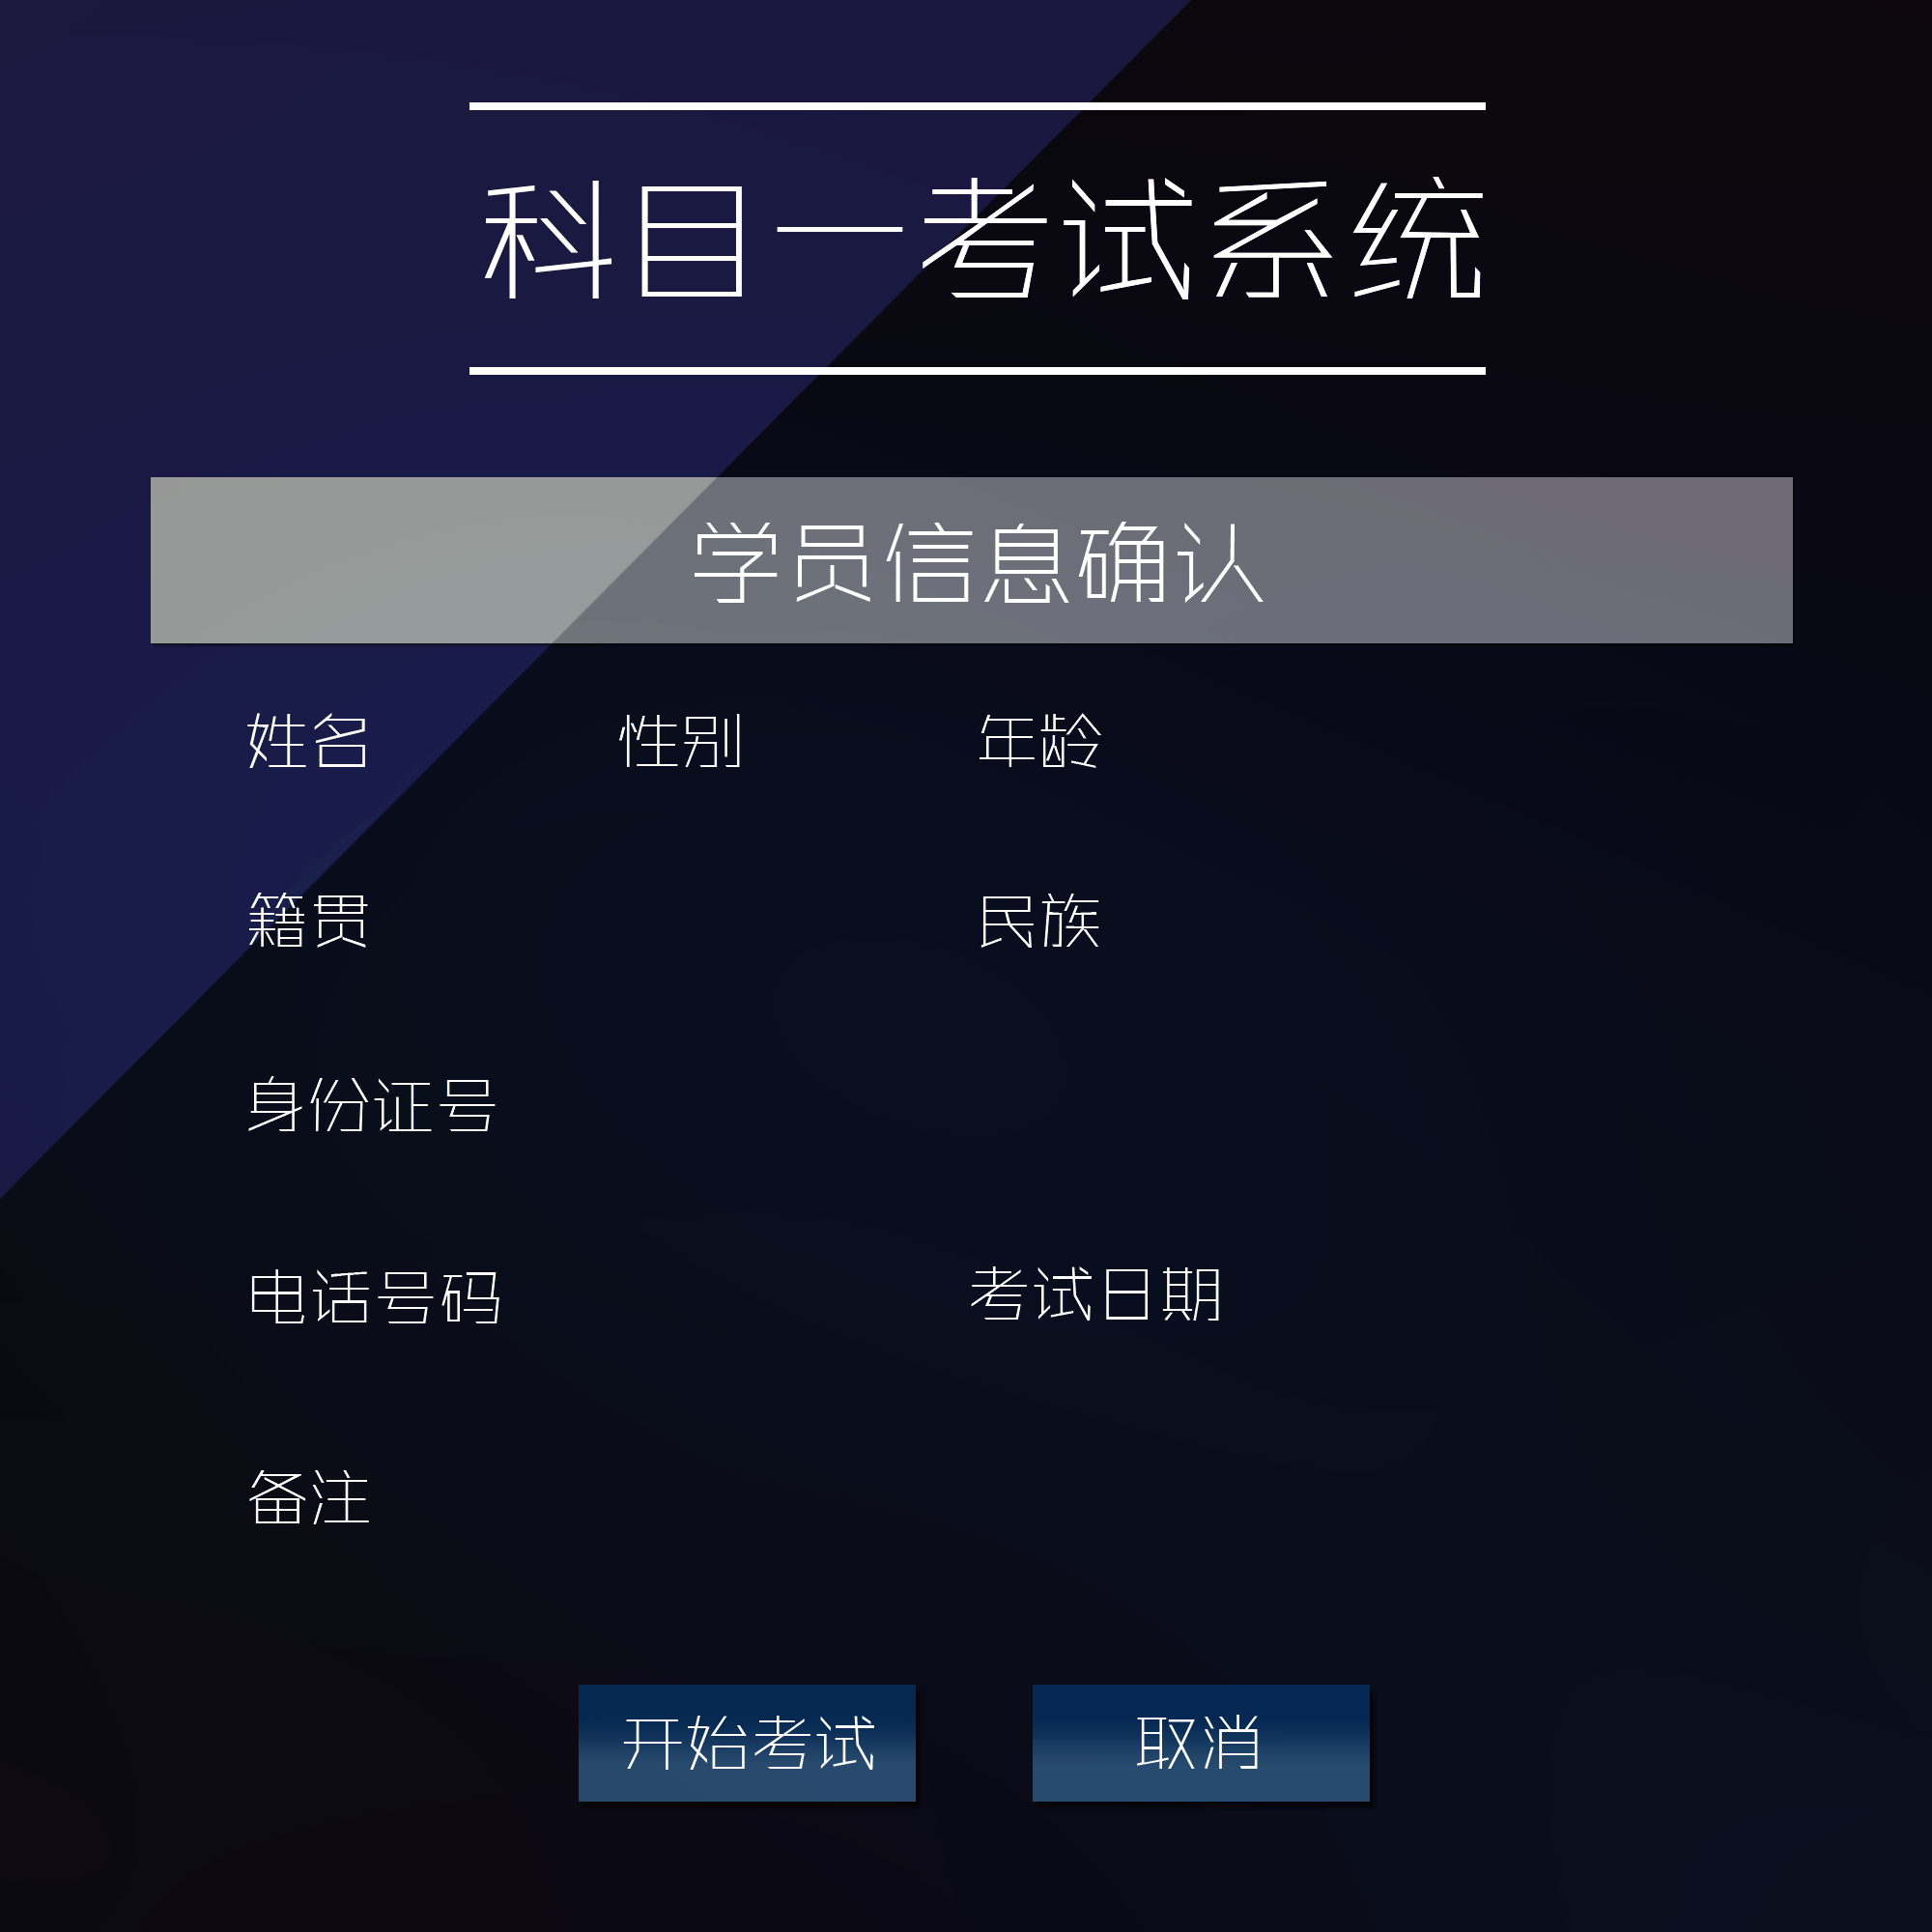 科目一考试系统
学员信息确认
姓名 性别 年龄
籍贯 民族
身份证号
电话号码 考试日期
备注
开始考试 取消